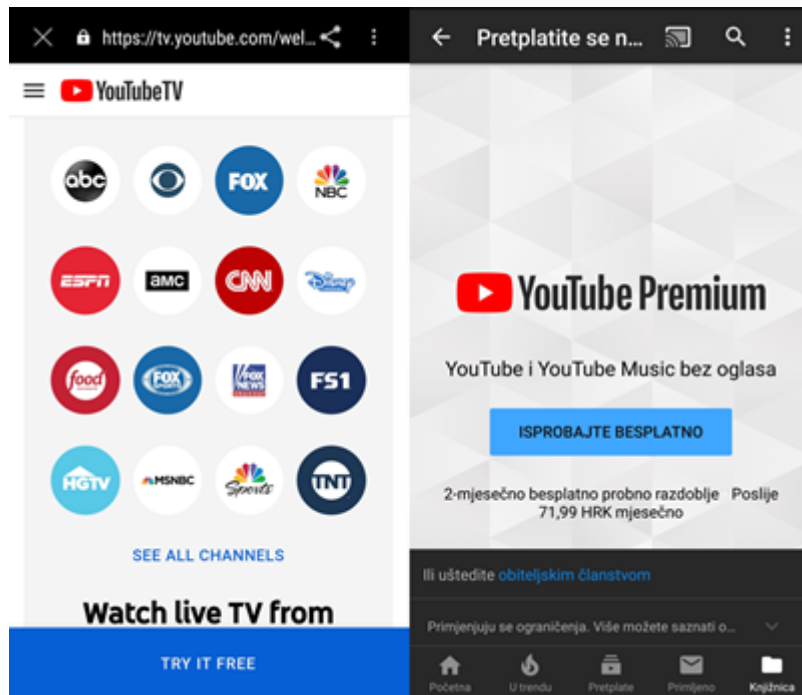 https://tv.youtube.com/wel...
YouTubeTV
abc
FOX
NBC
ESPN
amc
CNN
Disney
food
FOX SPORTS
FOX NEWS
FS1
HGTV
MSNBC
Sports
TNT
SEE ALL CHANNELS
Watch live TV from
TRY IT FREE
Pretplatite se n...
YouTube Premium
YouTube i YouTube Music bez oglasa
ISPROBAJTE BESPLATNO
2-mjesečno besplatno probno razdoblje Poslije
71,99 HRK mjesečno
Ili uštedite obiteljskim članstvom
Primjenjuju se ograničenja. Više možete saznati o...
Početna
U trendu
Pretplate
Primljeno
Knjižnica